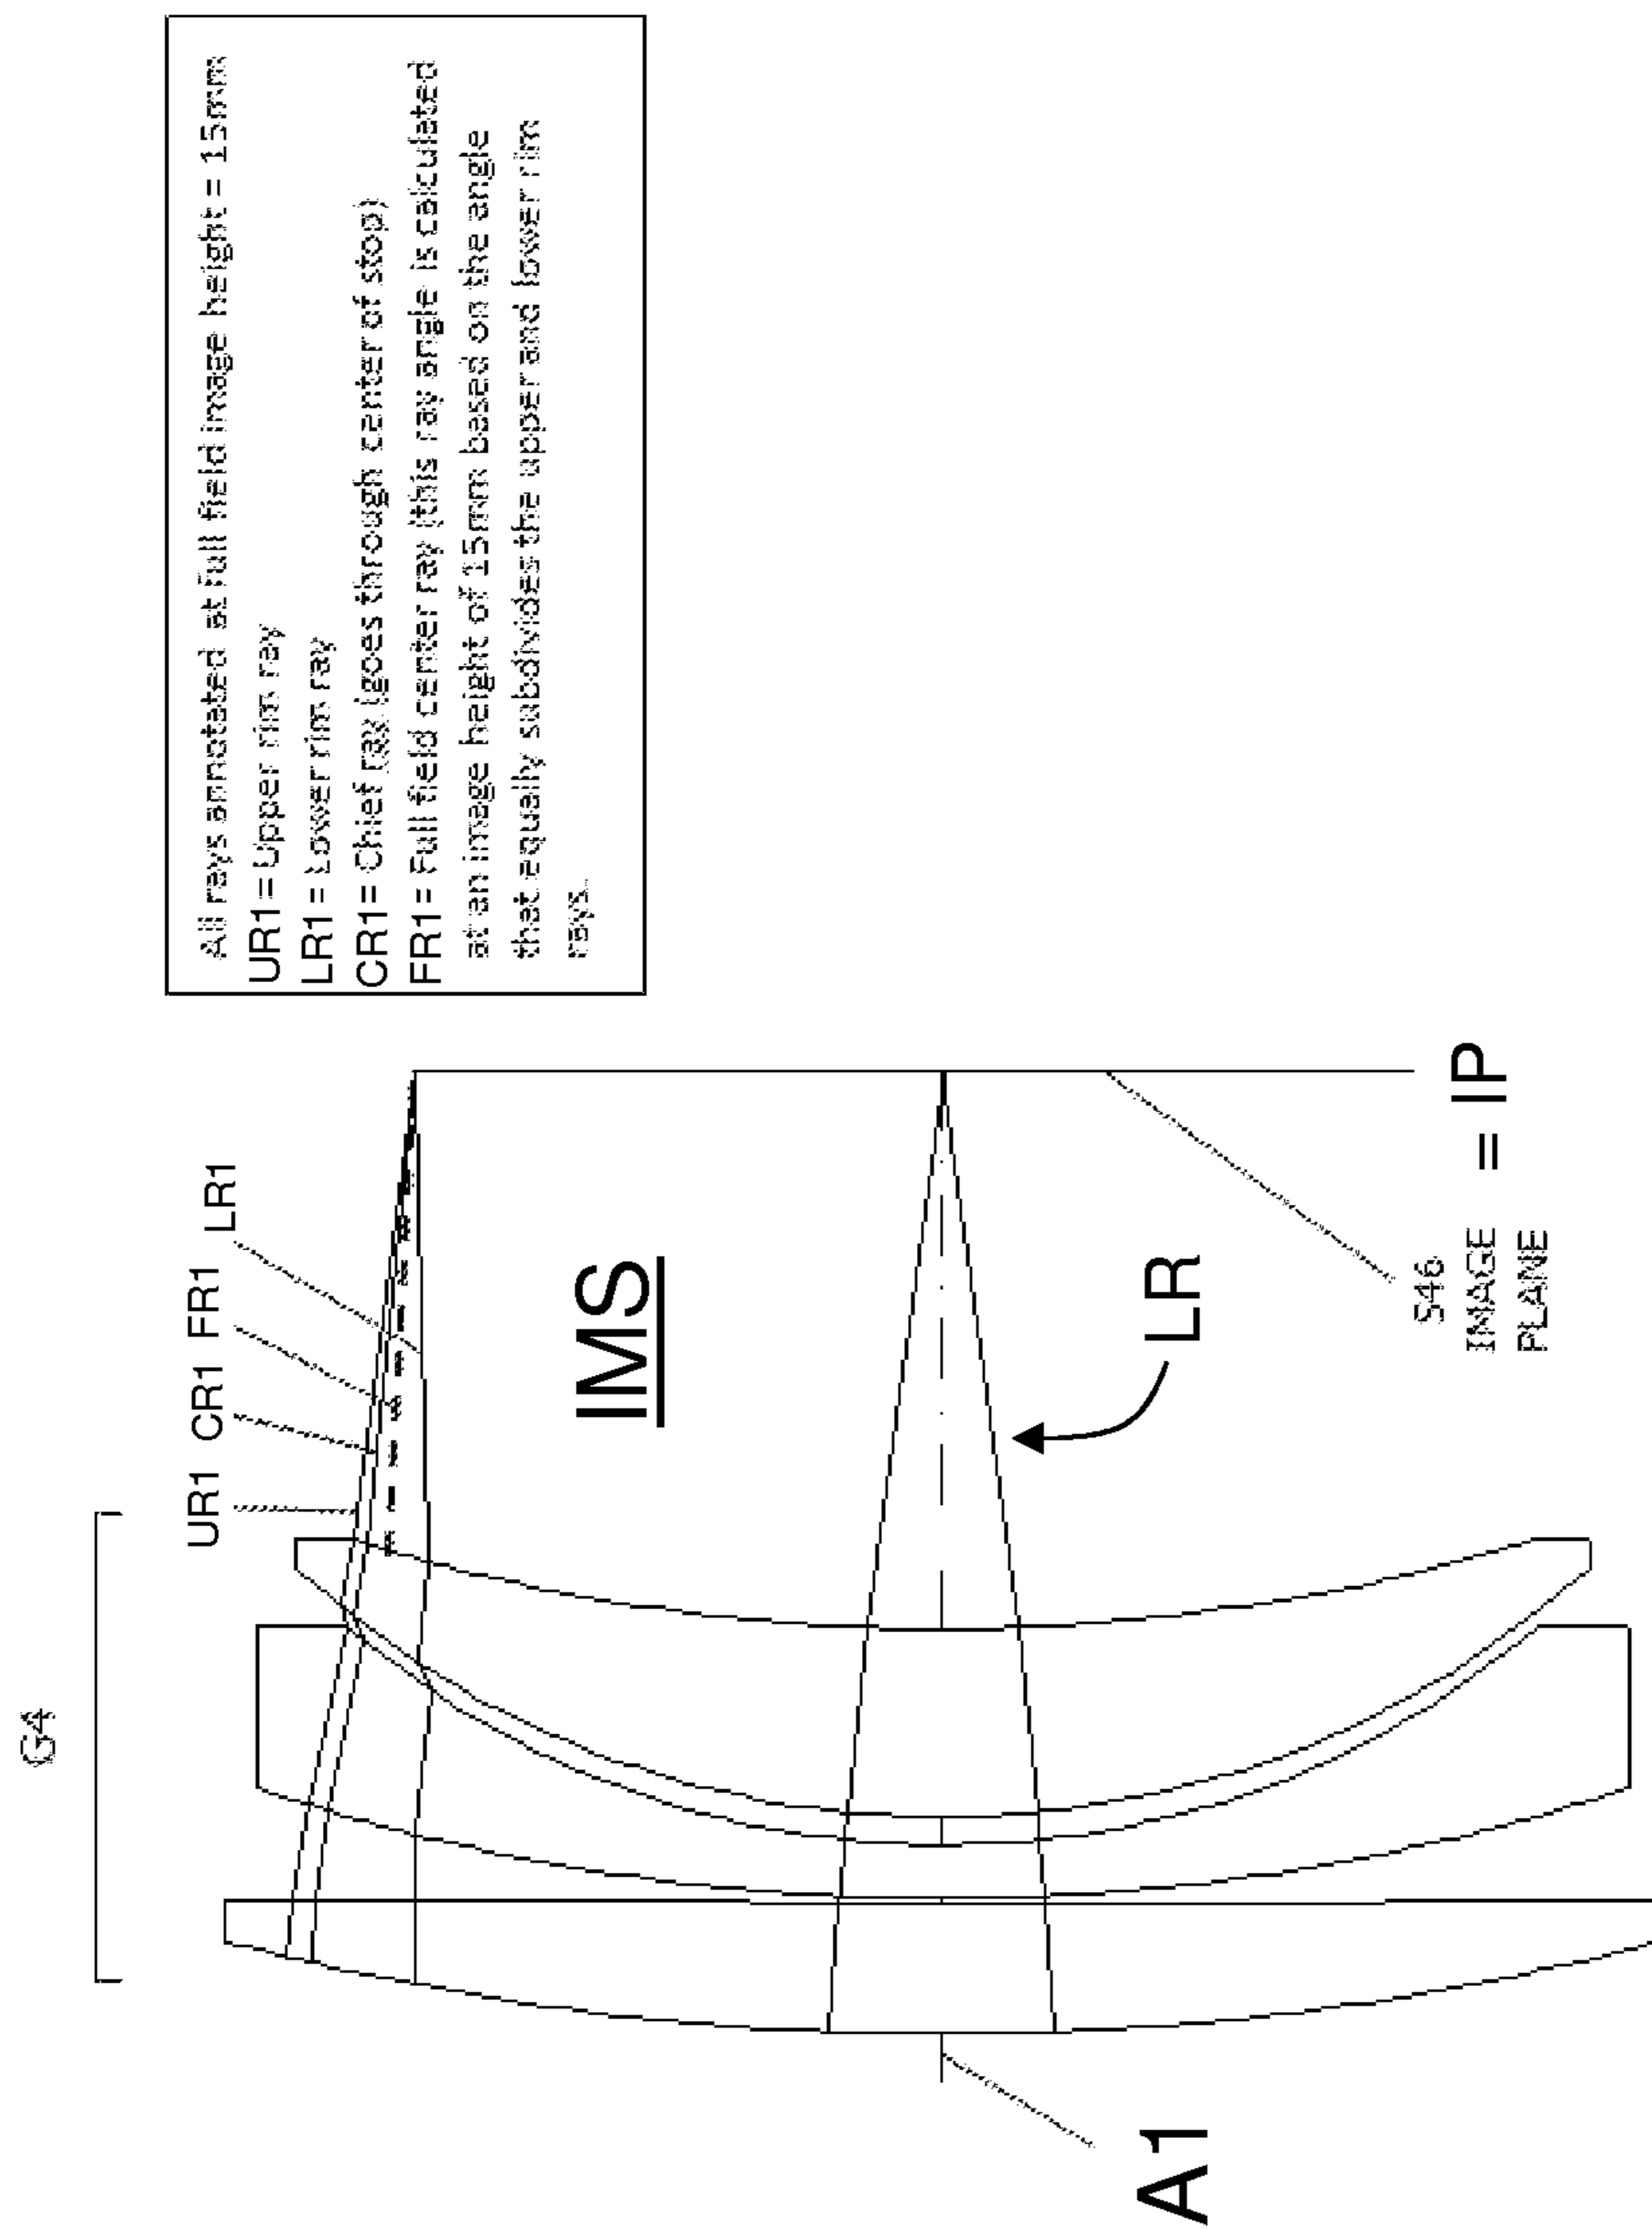 All rays annotated at full field image height = 15mm
UR1 = Upper rim ray
LR1 = Lower rim ray
CR1 = Chief ray (goes through center of stop)
FR1 = Full field center ray (this ray angle is calculated
at an image height of 15mm based on the angle
that equally subdivides the upper and lower rim
rays.
G4
UR1 CR1 FR1 LR1
IMS
LR
A1
S46
IMAGE = IP
PLANE